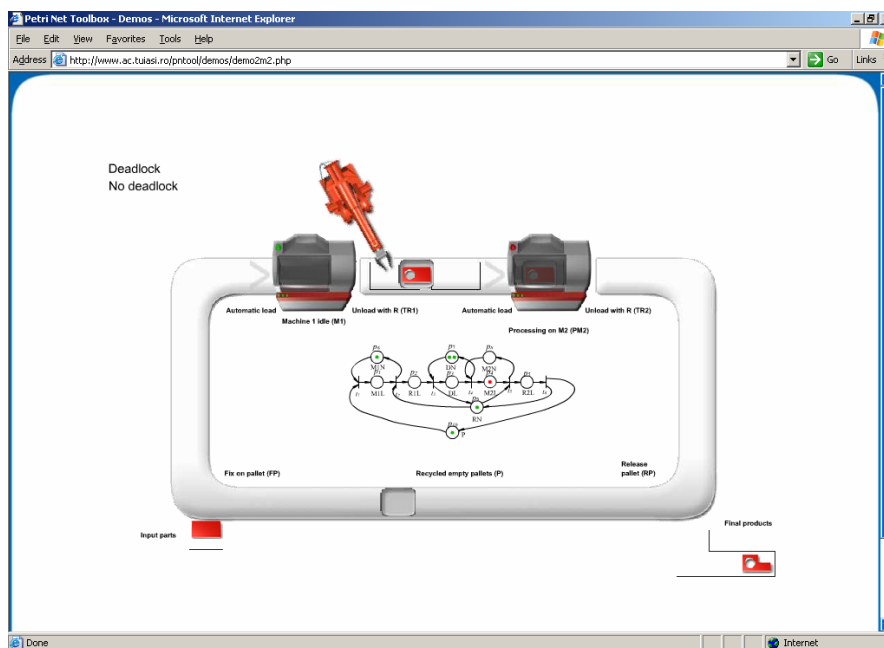 Petri Net Toolbox - Demos - Microsoft Internet Explorer
File Edit View Favorites Tools Help
Address http://www.ac.tuiasi.ro/pntool/demos/demo2m2.php Go Links
Deadlock
No deadlock
Automatic load
Unload with R (TR1)
Automatic load
Unload with R (TR2)
Machine 1 idle (M1)
Processing on M2 (PM2)
M1N DN M2N
M1L R1L DL M2L R2L
RN
P
Fix on pallet (FP)
Recycled empty pallets (P)
Release
pallet (RP)
Input parts
Final products
Done Internet